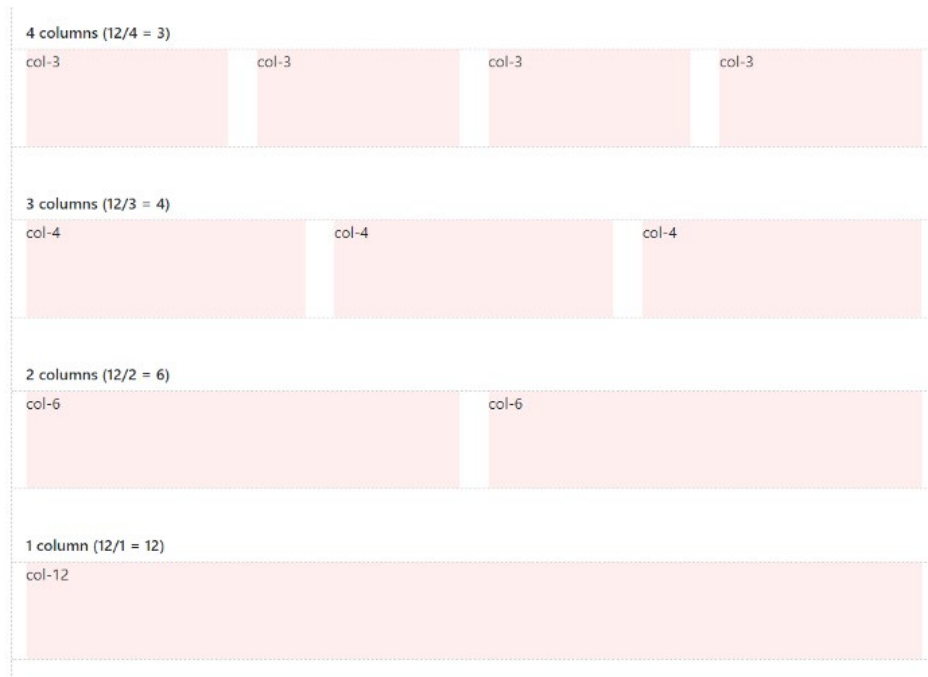 4 columns (12/4 = 3)
col-3 col-3 col-3 col-3
3 columns (12/3 = 4)
col-4 col-4 col-4
2 columns (12/2 = 6)
col-6 col-6
1 column (12/1 = 12)
col-12